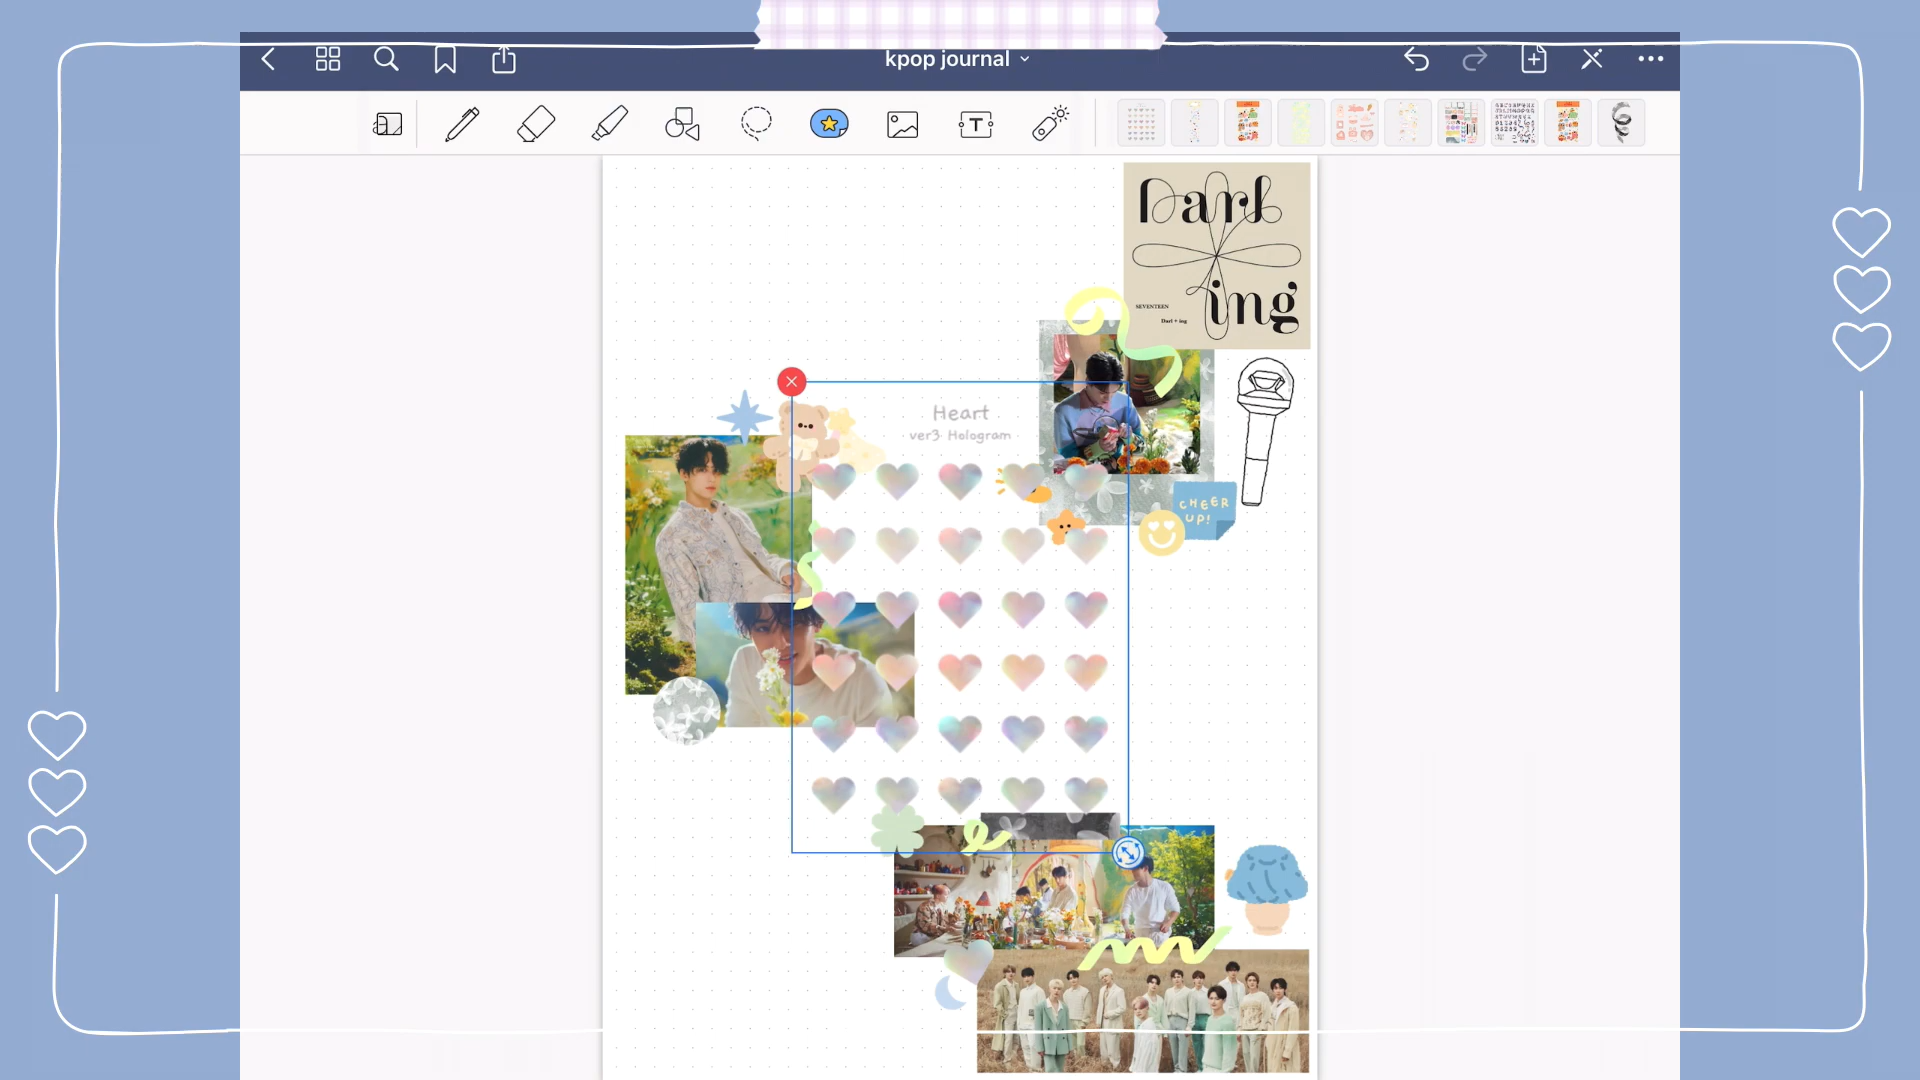 kpop journal
Darl
ing
SEVENTEEN
Darl + ing
Heart
ver3 Hologram
CHEER
UP!